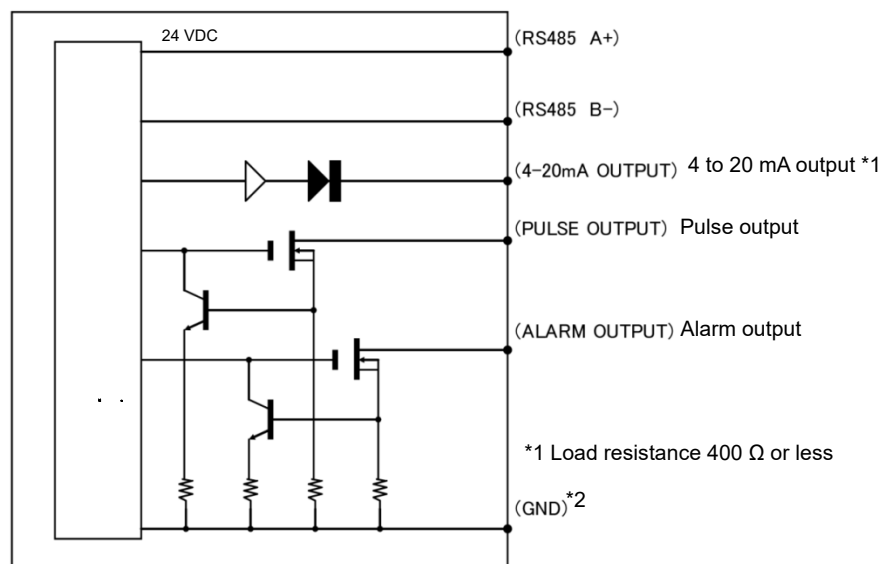 24 VDC
(RS485 A+)
(RS485 B-)
(4-20mA OUTPUT) 4 to 20 mA output *1
(PULSE OUTPUT) Pulse output
(ALARM OUTPUT) Alarm output
*1 Load resistance 400 Ω or less
(GND)*2